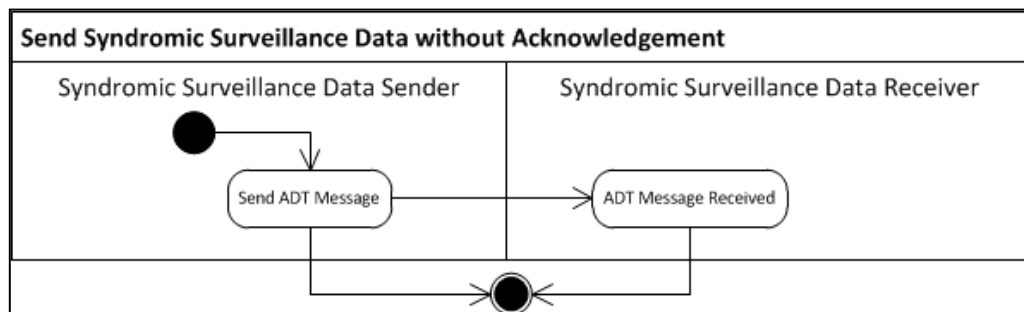 Send Syndromic Surveillance Data without Acknowledgement
Syndromic Surveillance Data Sender
Syndromic Surveillance Data Receiver
Send ADT Message
ADT Message Received